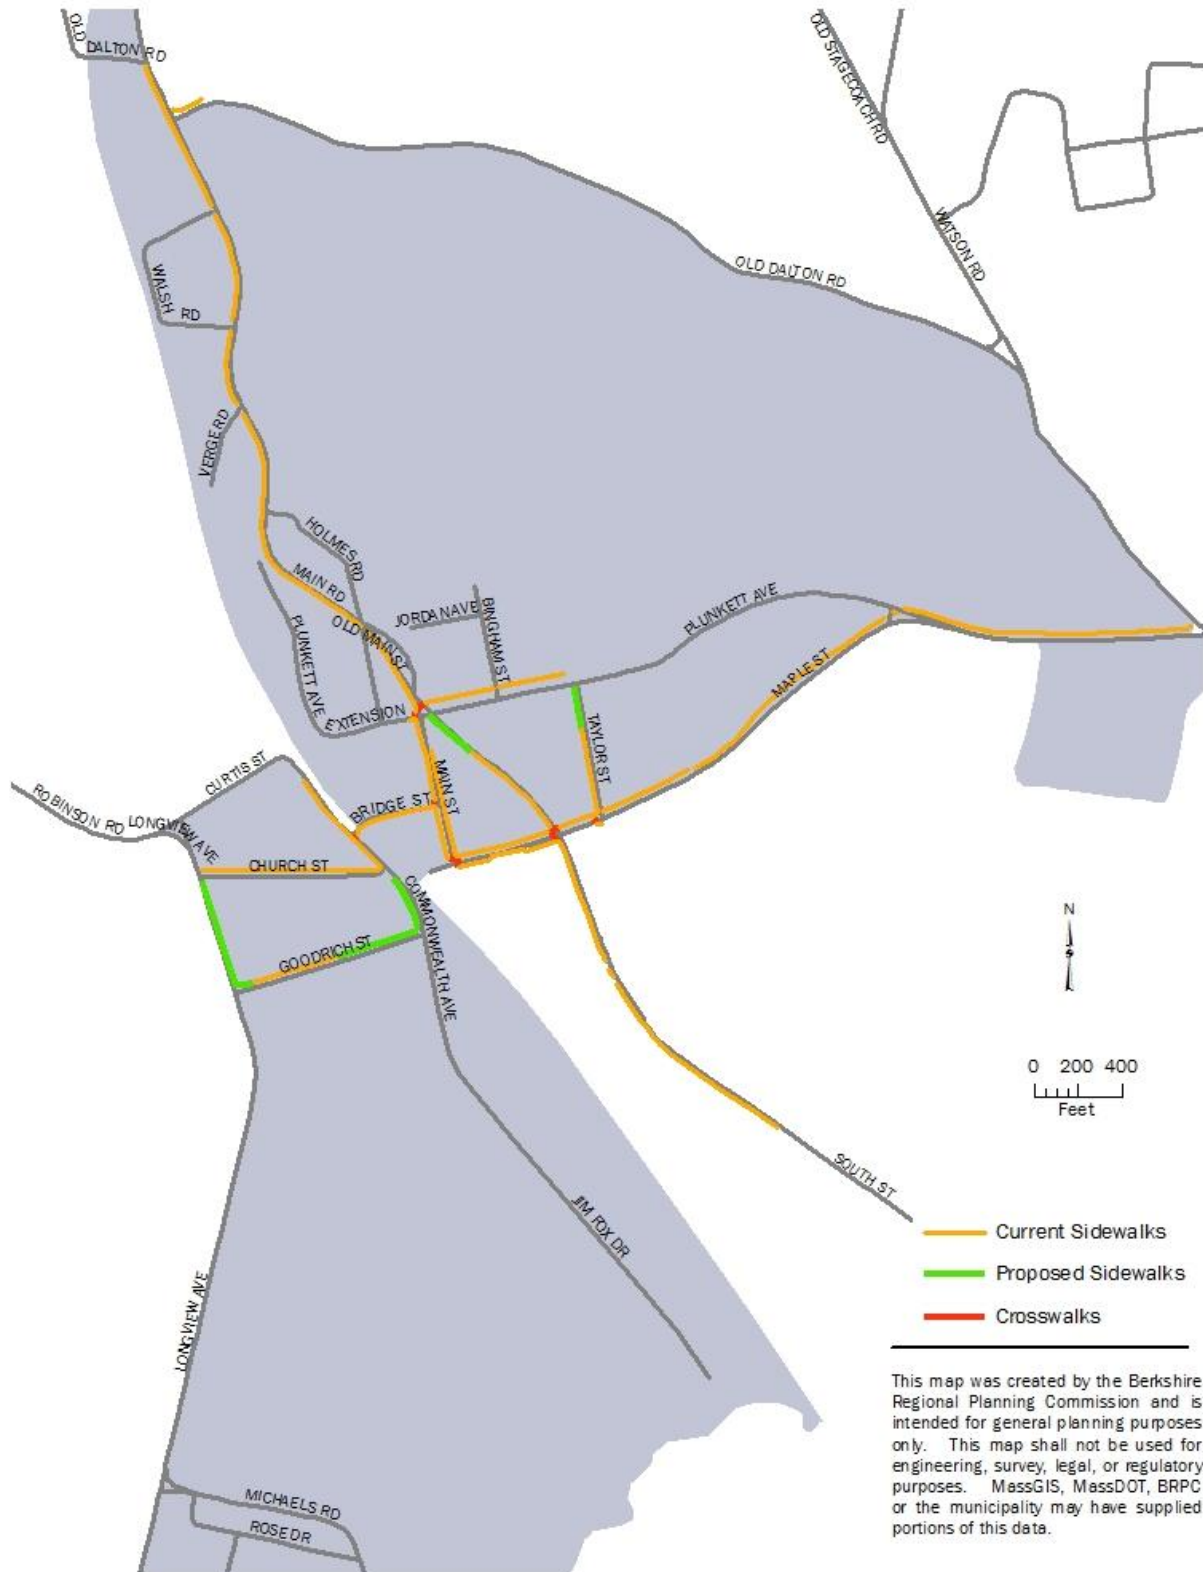 OLD DALTON RD
OLD STAGECOACH RD
WATSON RD
OLD DALTON RD
WALSH RD
VERGE RD
HOLMES RD
MAIN RD
JORDAN AVE
BINGHAM ST
PLUNKETT AVE
OLD MAIN ST
PLUNKETT AVE
EXTENSION
MAPLE ST
TAYLOR ST
MAIN ST
CURTIS ST
BRIDGE ST
ROBINSON RD
LONGVIEW AVE
CHURCH ST
COMMONWEALTH AVE
GOODRICH ST
N
0 200 400
Feet
SOUTH ST
JIM FOX DR
LONGVIEW AVE
MICHAELS RD
ROSE DR
Current Sidewalks
Proposed Sidewalks
Crosswalks
This map was created by the Berkshire
Regional Planning Commission and is
intended for general planning purposes
only. This map shall not be used for
engineering, survey, legal, or regulatory
purposes. MassGIS, MassDOT, BRPC
or the municipality may have supplied
portions of this data.